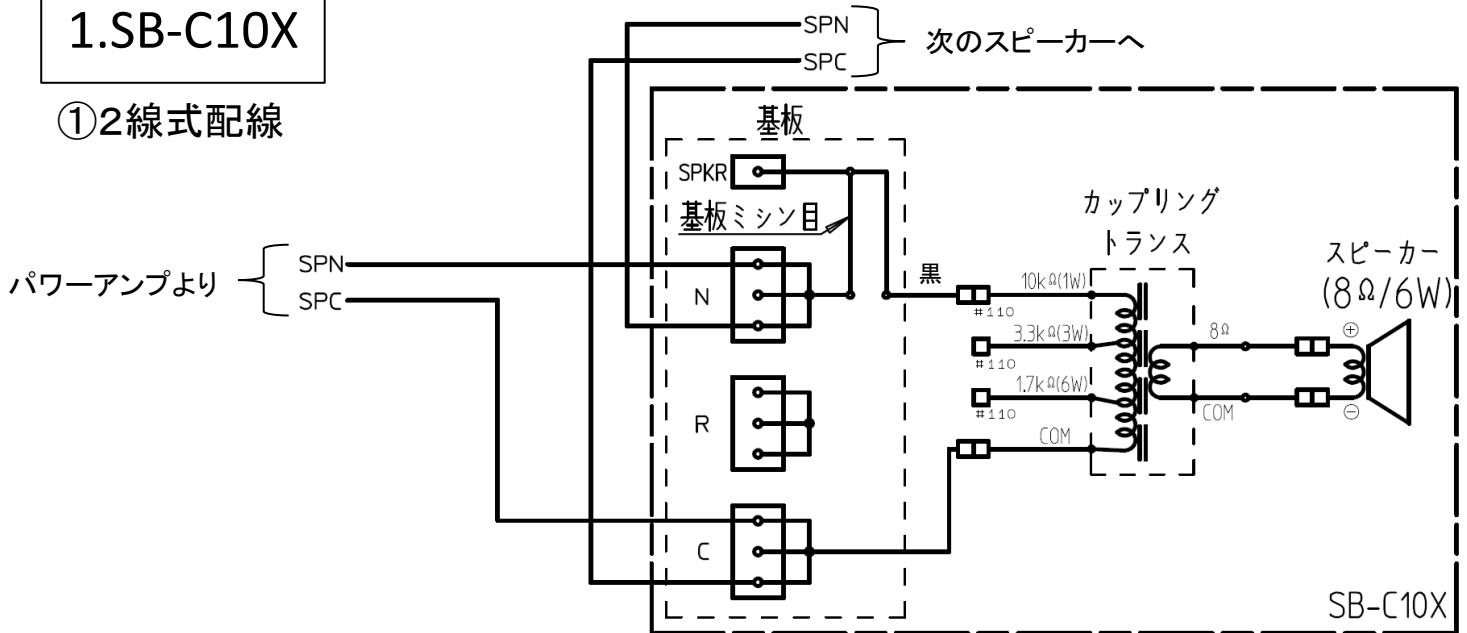 1.SB-C10X
①2線式配線
SPN
SPC
次のスピーカーへ
パワーアンプより
SPN
SPC
基板
SPKR
基板ミシン目
N
R
C
黒
10kΩ(1W)
#110
3.3kΩ(3W)
#110
1.7kΩ(6W)
#110
COM
カップリング
トランス
8Ω
COM
スピーカー
(8Ω/6W)
⊕
⊖
SB-C10X